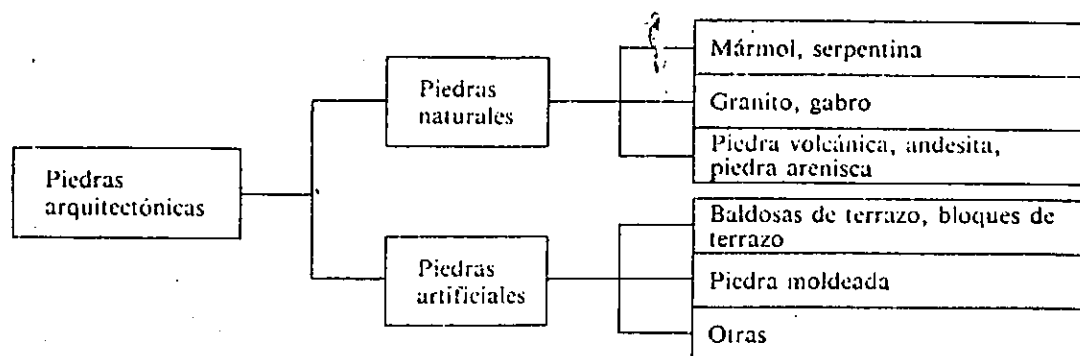 Piedras
arquitectónicas
Piedras
naturales
Mármol, serpentina
Granito, gabro
Piedra volcánica, andesita,
piedra arenisca
Piedras
artificiales
Baldosas de terrazo, bloques de
terrazo
Piedra moldeada
Otras